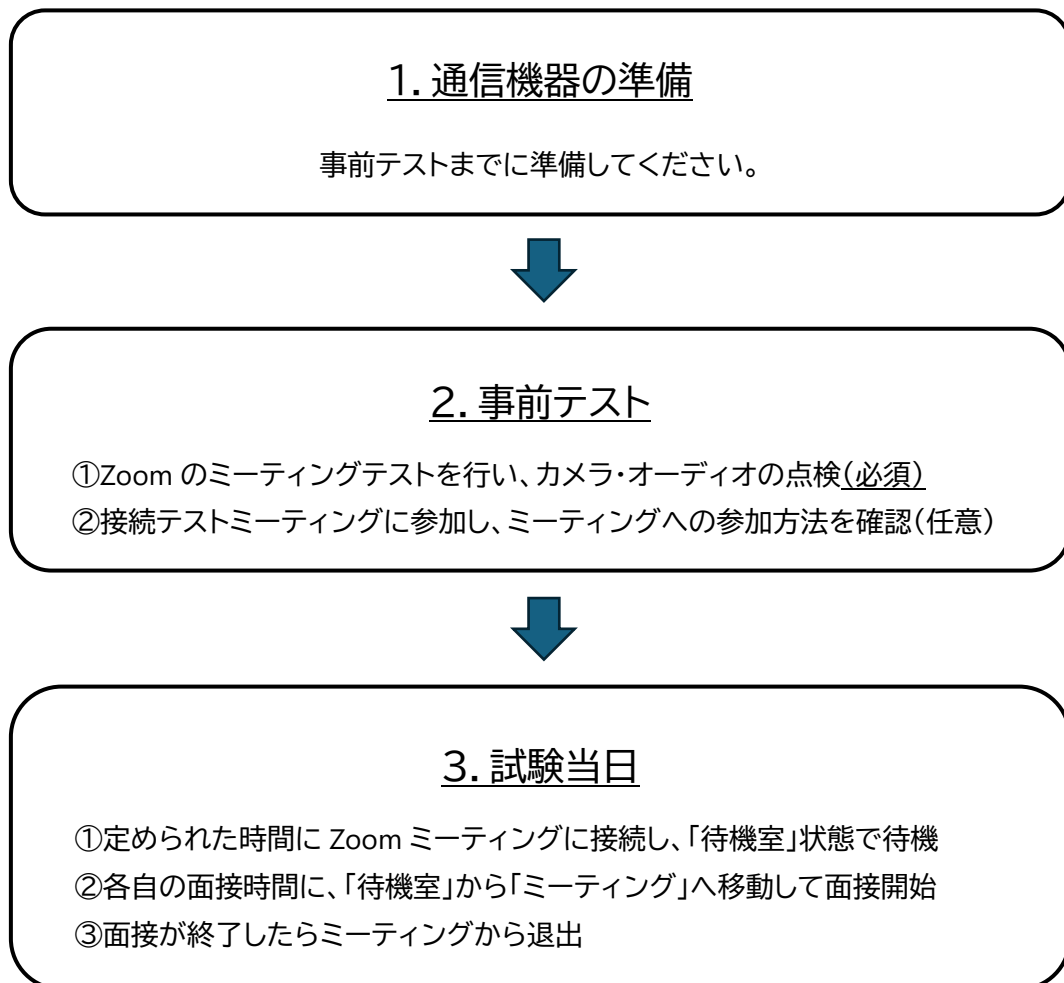 1. 通信機器の準備
事前テストまでに準備してください。
2. 事前テスト
①Zoom のミーティングテストを行い、カメラ・オーディオの点検(必須)
②接続テストミーティングに参加し、ミーティングへの参加方法を確認(任意)
3. 試験当日
①定められた時間に Zoom ミーティングに接続し、「待機室」状態で待機
②各自の面接時間に、「待機室」から「ミーティング」へ移動して面接開始
③面接が終了したらミーティングから退出